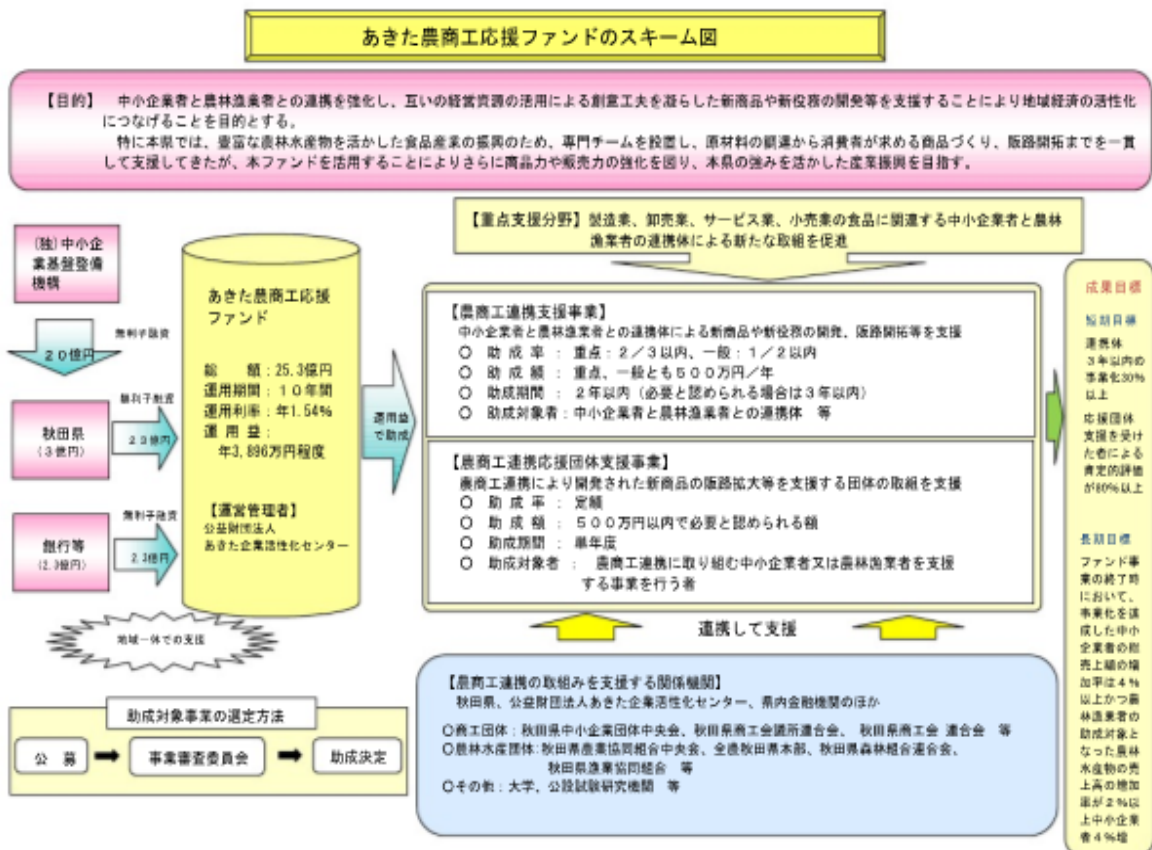 あきた農商工応援ファンドのスキーム図
【目的】 中小企業者と農林漁業者との連携を強化し、互いの経営資源の活用による創意工夫を凝らした新商品や新役務の開発等を支援することにより地域経済の活性化
につなげることを目的とする。
特に本県では、豊富な農林水産物を活かした食品産業の振興のため、専門チームを設置し、原材料の調達から消費者が求める商品づくり、販路開拓までを一貫
して支援してきたが、本ファンドを活用することによりさらに商品力や販売力の強化を図り、本県の強みを活かした産業振興を目指す。
【重点支援分野】製造業、卸売業、サービス業、小売業の食品に関連する中小企業者と農林
漁業者の連携体による新たな取組を促進
(独)中小企
業基盤整備
機構
無利子融資
20億円
秋田県
(3億円)
無利子融資
23億円
銀行等
(2.3億円)
無利子融資
2.3億円
地域一体での支援
あきた農商工応援
ファンド
総 額:25.3億円
運用期間:10年間
運用利率:年1.54%
運 用 益:
年3,896万円程度
【運営管理者】
公益財団法人
あきた企業活性化センター
運用益
で助成
【農商工連携支援事業】
中小企業者と農林漁業者との連携体による新商品や新役務の開発、販路開拓等を支援
○ 助 成 率 : 重点:2/3以内、一般:1/2以内
○ 助 成 額 : 重点、一般とも500万円/年
○ 助成期間 : 2年以内(必要と認められる場合は3年以内)
○ 助成対象者:中小企業者と農林漁業者との連携体 等
【農商工連携応援団体支援事業】
農商工連携により開発された新商品の販路拡大等を支援する団体の取組を支援
○ 助 成 率 : 定額
○ 助 成 額 : 500万円以内で必要と認められる額
○ 助成期間 : 単年度
○ 助成対象者 : 農商工連携に取り組む中小企業者又は農林漁業者を支援
する事業を行う者
連携して支援
【農商工連携の取組みを支援する関係機関】
秋田県、公益財団法人あきた企業活性化センター、県内金融機関のほか
○商工団体:秋田県中小企業団体中央会、秋田県商工会議所連合会、 秋田県商工会 連合会 等
○農林水産団体:秋田県農業協同組合中央会、全農秋田県本部、秋田県森林組合連合会、
秋田県漁業協同組合 等
○その他:大学、公設試験研究機関 等
助成対象事業の選定方法
公 募
事業審査委員会
助成決定
成果目標
短期目標
連携体
3年以内の
事業化30%
以上
応援団体
支援を受け
た者による
肯定的評価
が80%以上
長期目標
ファンド事
業の終了時
において、
事業化を達
成した中小
企業者の総
売上額の増
加率は4%
以上かつ農
林漁業者の
助成対象と
なった農林
水産物の売
上高の増加
率が2%以
上中小企業
者4%増